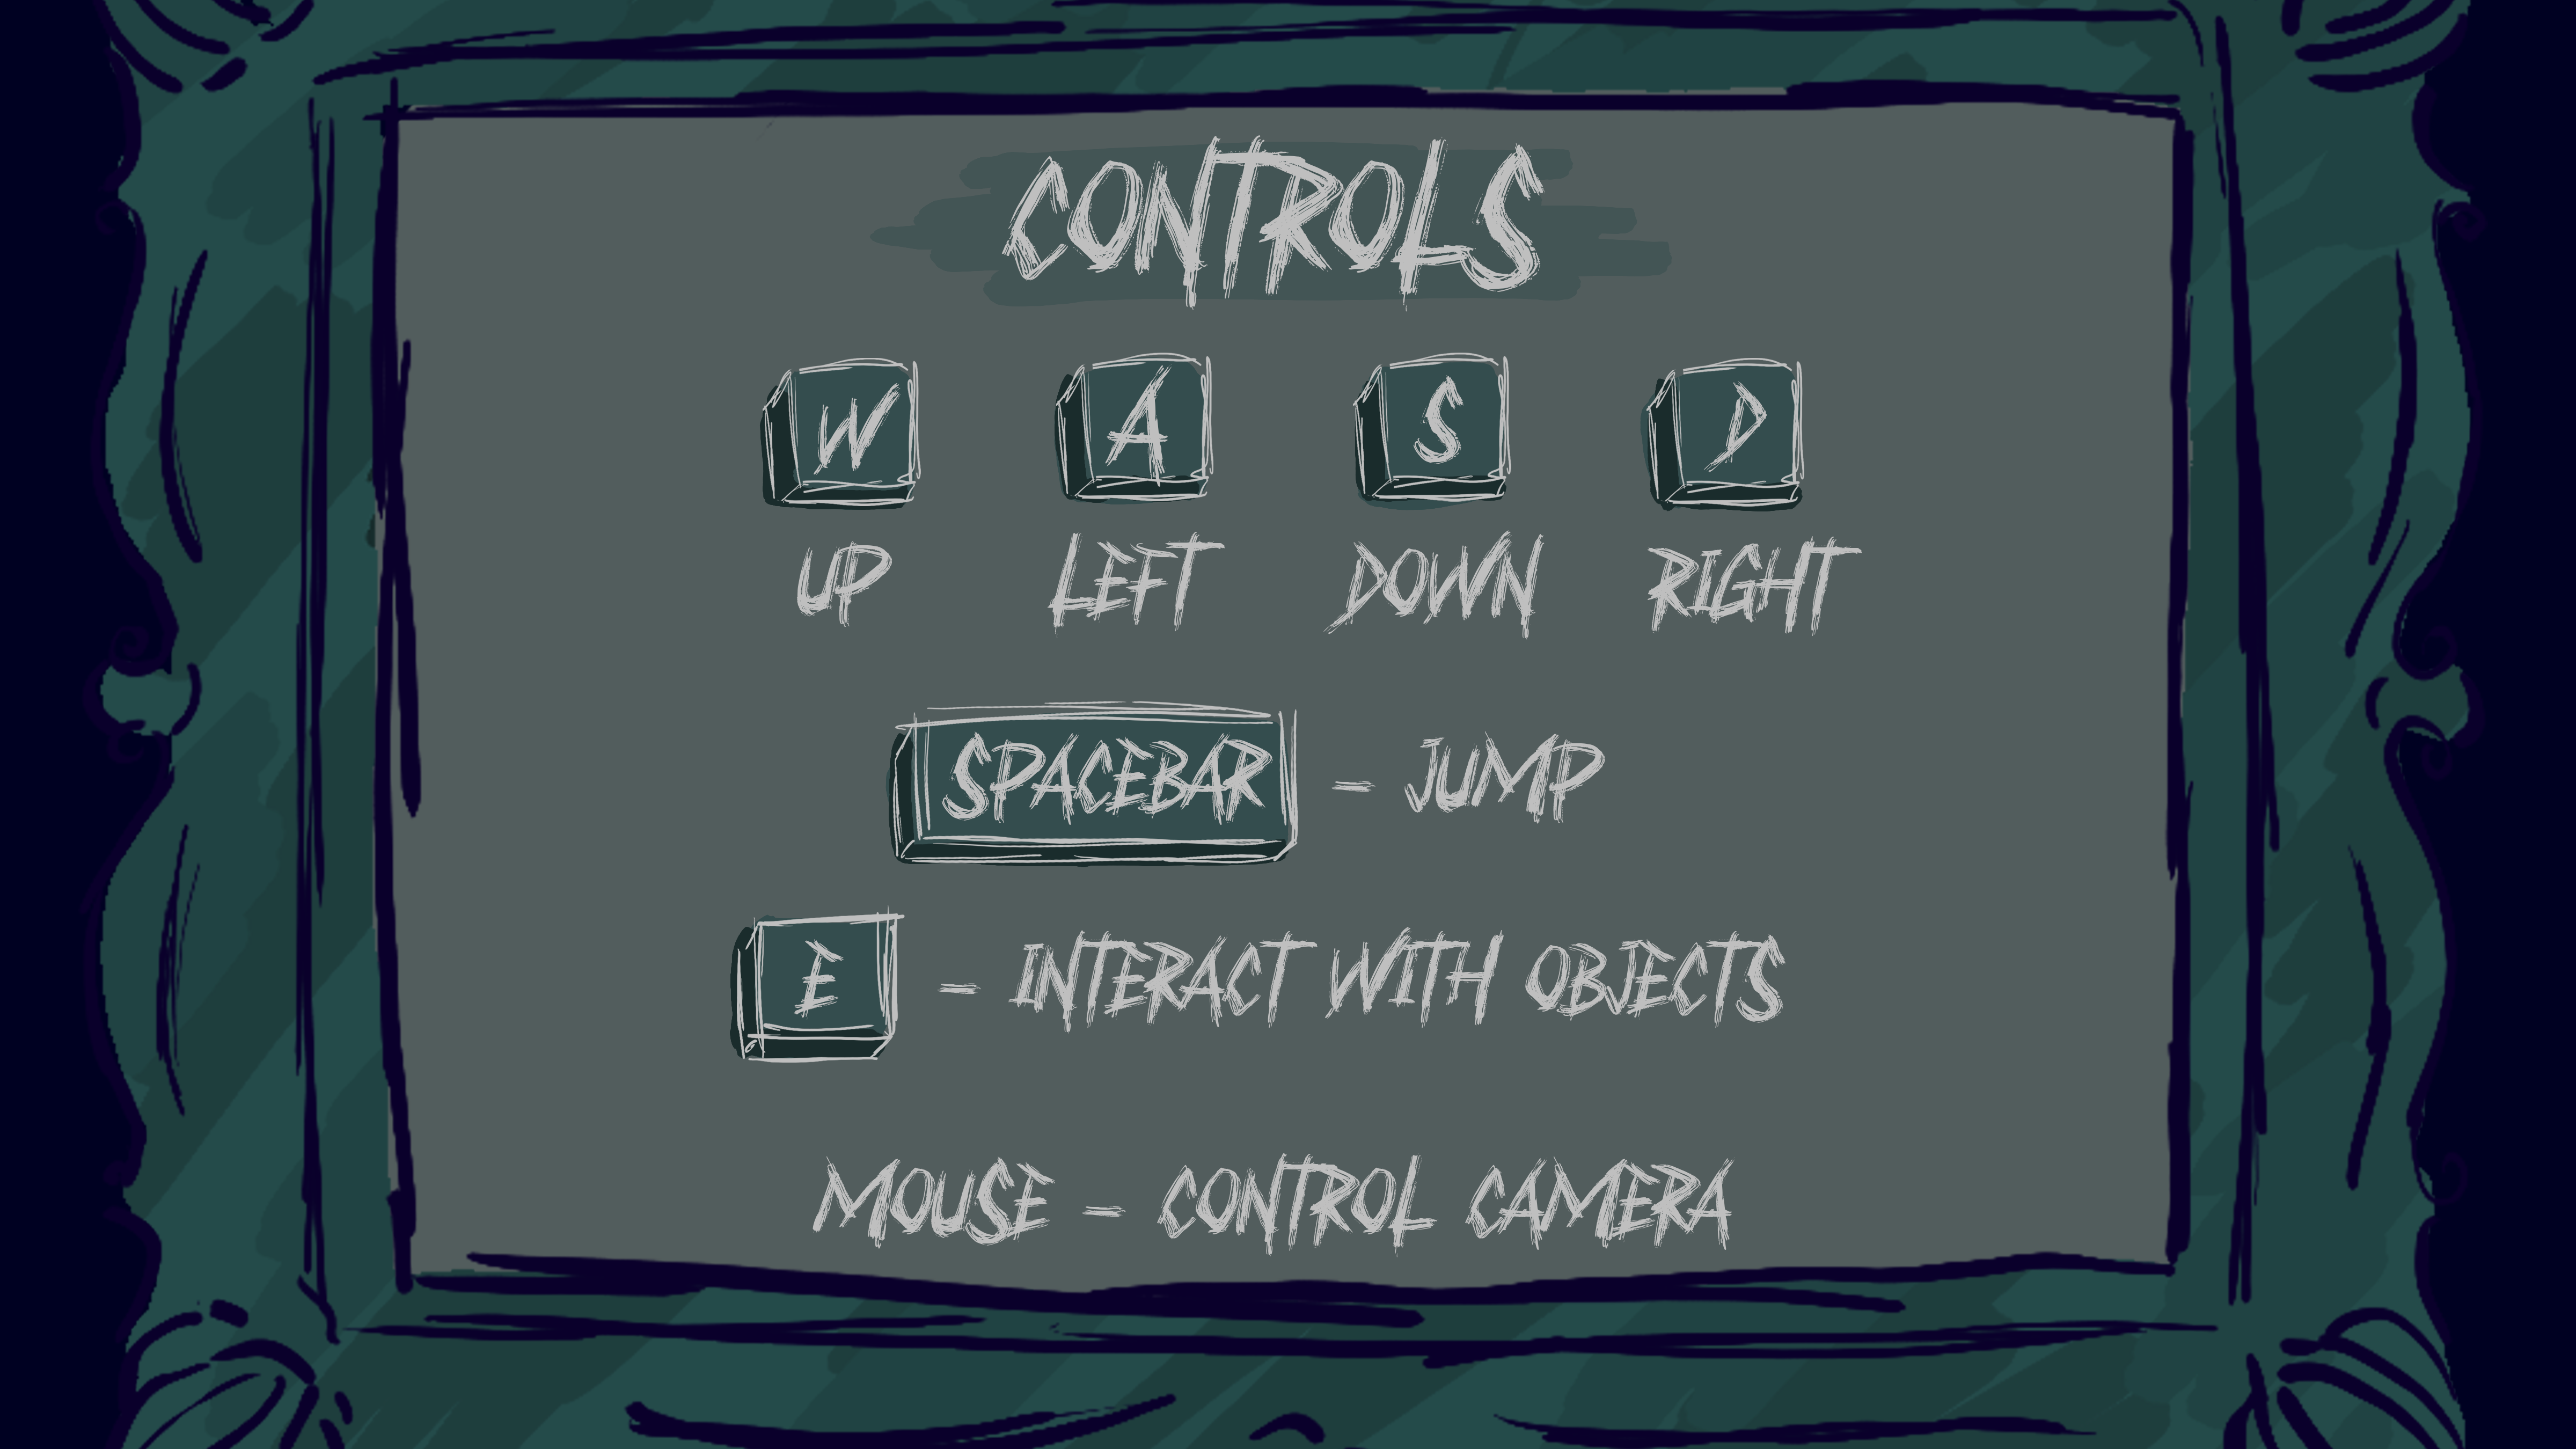 CONTROLS
W A S D
UP LEFT DOWN RIGHT
SPACEBAR - JUMP
E - INTERACT WITH OBJECTS
MOUSE - CONTROL CAMERA